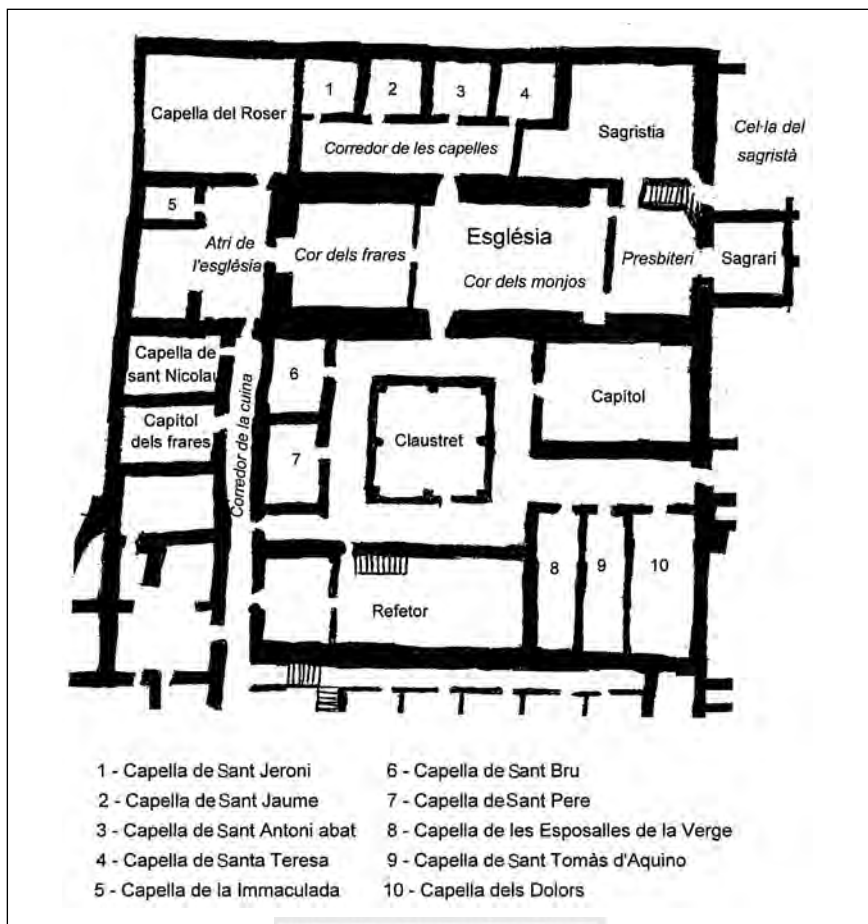 1
2
3
4
Capella del Roser
Sagristia
Cel·la del
sagristà
Corredor de les capelles
5
Església
Atri de
l'esglèsia
Cor dels frares
Presbiteri
Sagrari
Cor dels monjos
Capella de
sant Nicolau
6
Capítol
Capítol
dels frares
Corredor de la cuina
Claustret
7
8
9
10
Refetor
1 - Capella de Sant Jeroni
2 - Capella de Sant Jaume
3 - Capella de Sant Antoni abat
4 - Capella de Santa Teresa
5 - Capella de la Immaculada
6 - Capella de Sant Bru
7 - Capella de Sant Pere
8 - Capella de les Esposalles de la Verge
9 - Capella de Sant Tomàs d'Aquino
10 - Capella dels Dolors